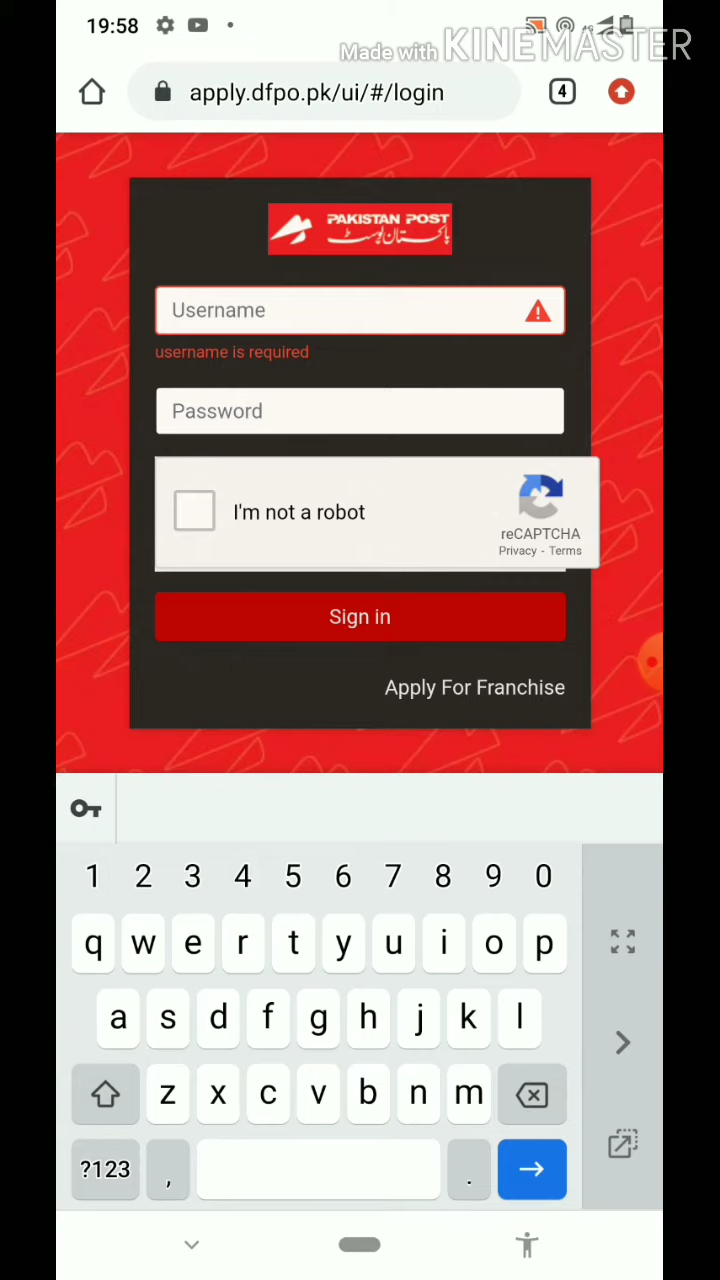 19:58
4G
Made with KINEMASTER
apply.dfpo.pk/ui/#/login
4
PAKISTAN POST
پاکستان پوسٹ
Username
username is required
Password
I'm not a robot
reCAPTCHA
Privacy - Terms
Sign in
Apply For Franchise
1 2 3 4 5 6 7 8 9 0
q w e r t y u i o p
a s d f g h j k l
z x c v b n m
?123 , .